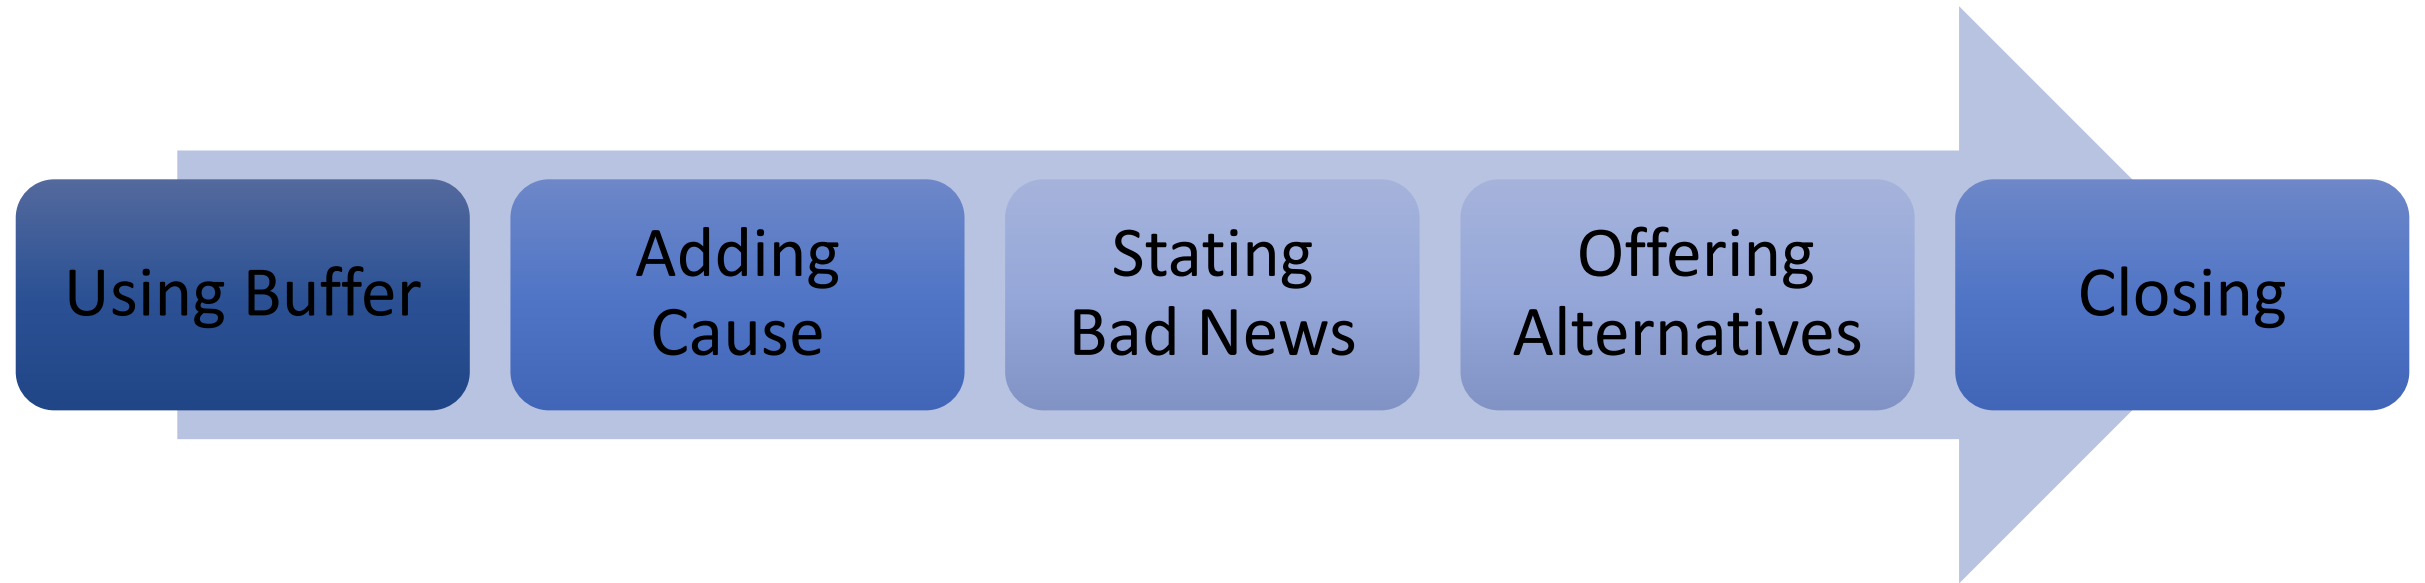 Using Buffer
Adding
Cause
Stating
Bad News
Offering
Alternatives
Closing